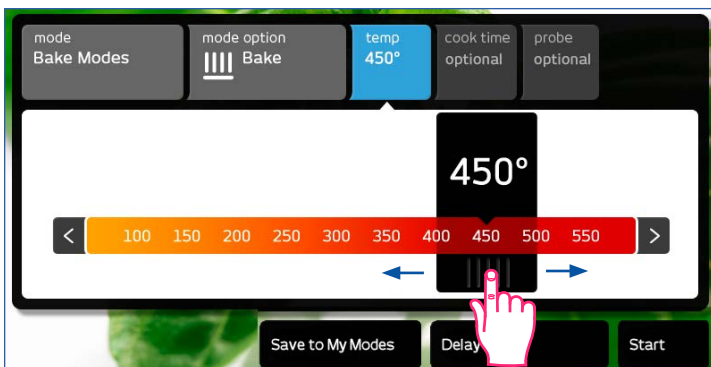 mode
Bake Modes
mode option
Bake
temp
450°
cook time
optional
probe
optional
450°
< 100 150 200 250 300 350 400 450 500 550 >
Save to My Modes
Delay
Start